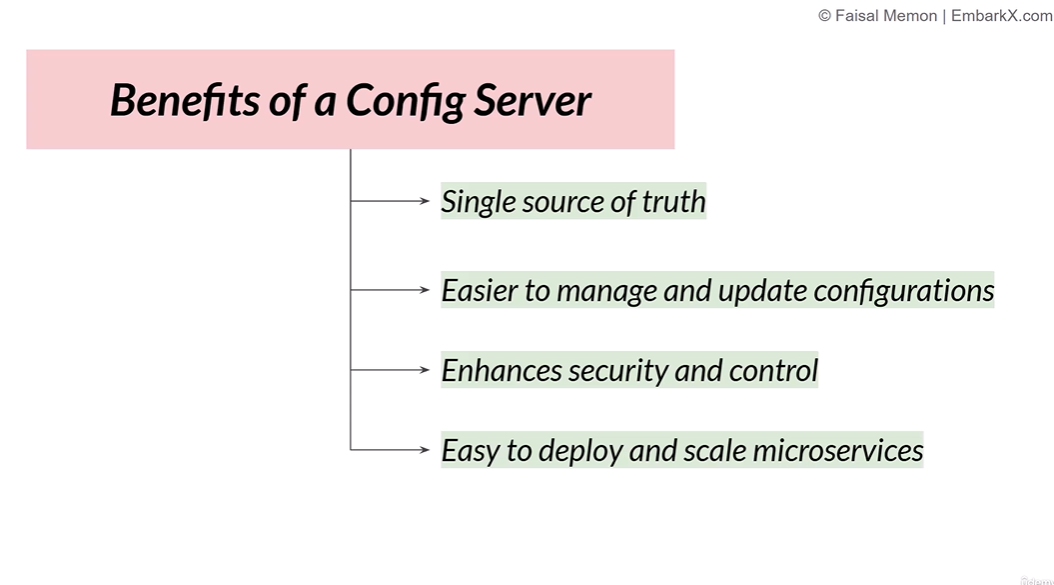 © Faisal Memon | EmbarkX.com
Benefits of a Config Server
Single source of truth
Easier to manage and update configurations
Enhances security and control
Easy to deploy and scale microservices